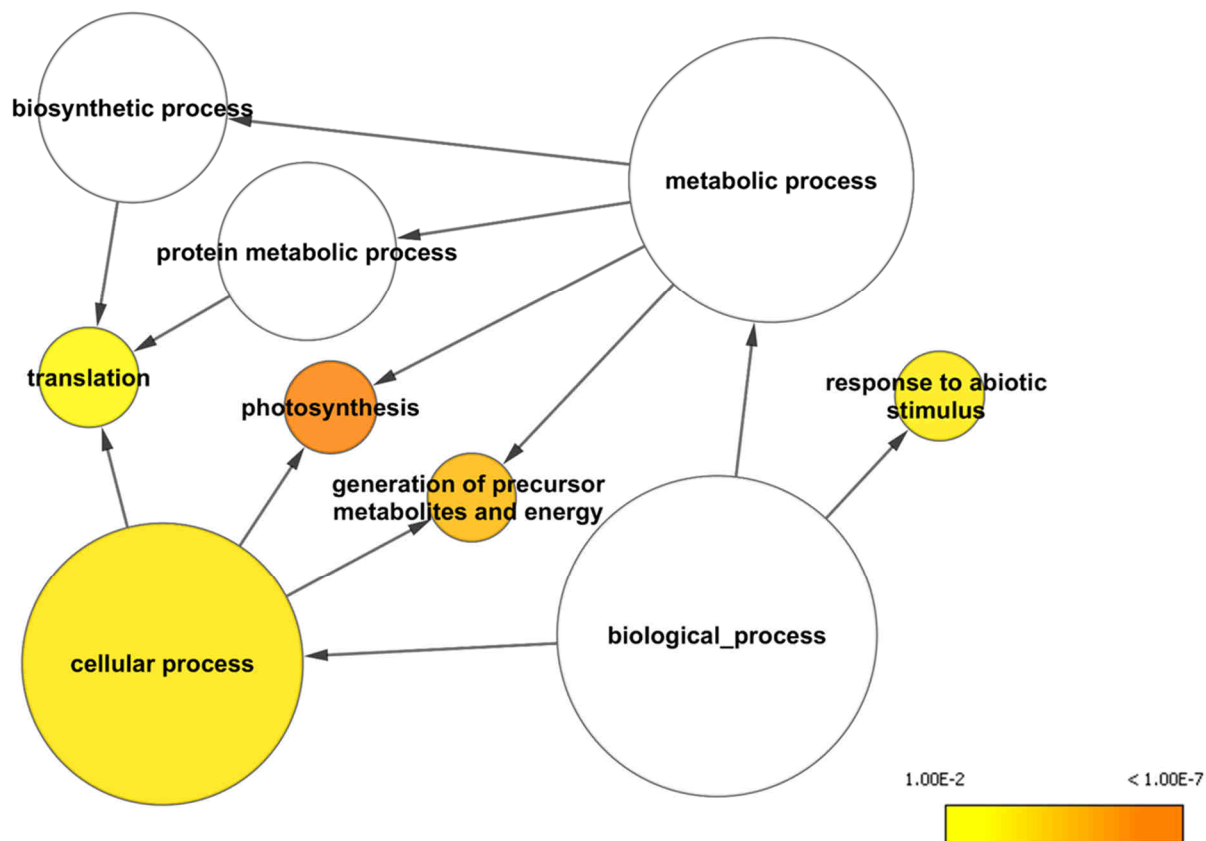 biosynthetic process
metabolic process
protein metabolic process
translation
photosynthesis
response to abiotic
stimulus
generation of precursor
metabolites and energy
biological_process
cellular process
1.00E-2
< 1.00E-7